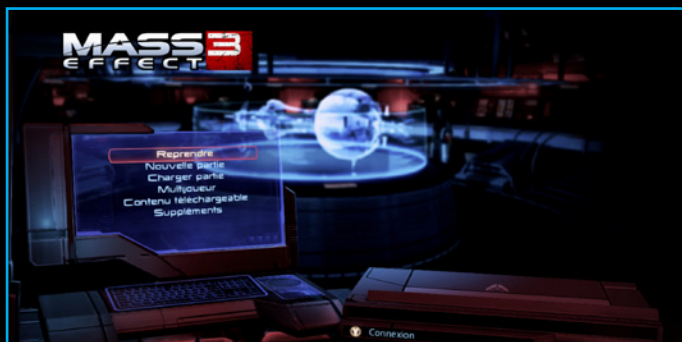 MASS 3
EFFECT
Reprendre
Nouvelle partie
Charger partie
Multijoueur
Contenu téléchargeable
Suppléments
Y Connexion